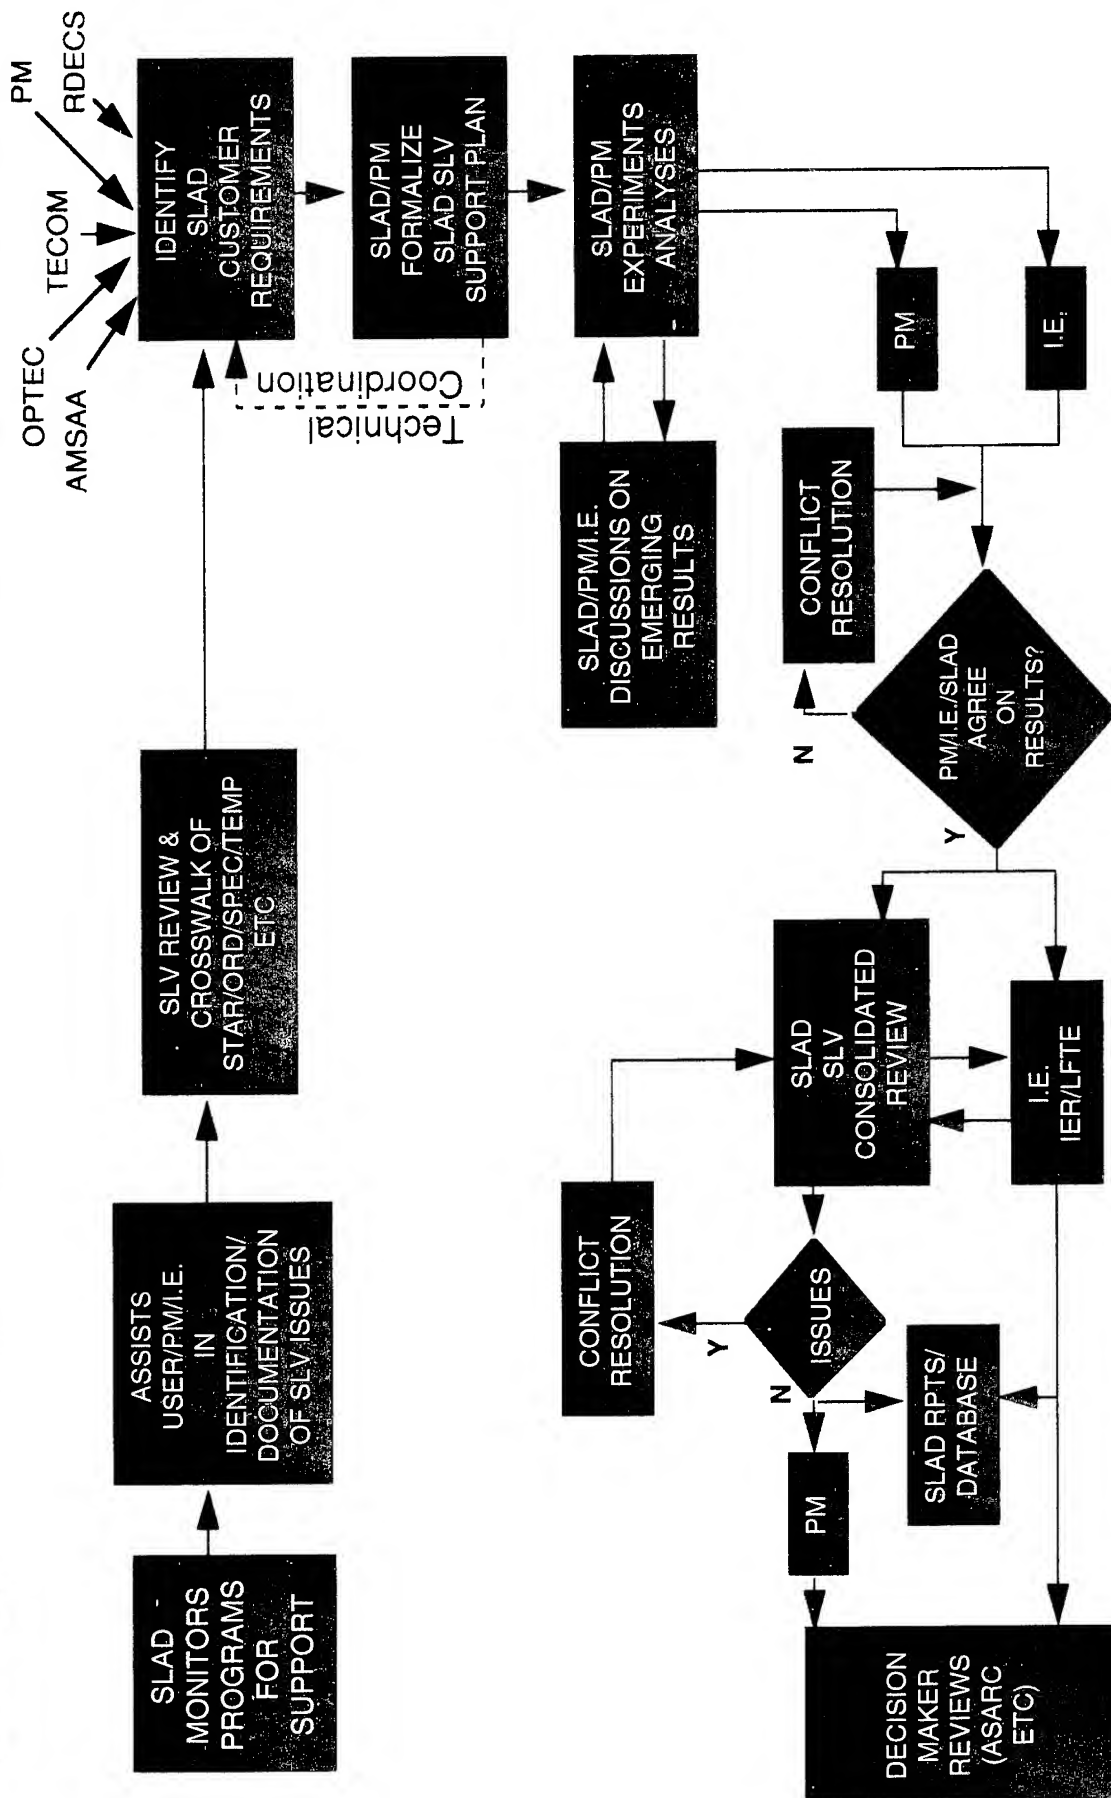 SLAD
MONITORS
PROGRAMS
FOR
SUPPORT
ASSISTS
USER/PM/I.E.
IN
IDENTIFICATION/
DOCUMENTATION
OF SLV ISSUES
SLV REVIEW &
CROSSWALK OF
STAR/ORD/SPEC/TEMP
ETC
OPTEC
AMSAA
TECOM
PM
RDECS
IDENTIFY
SLAD
CUSTOMER
REQUIREMENTS
Technical
Coordination
SLAD/PM
FORMALIZE
SLAD SLV
SUPPORT PLAN
SLAD/PM/I.E.
DISCUSSIONS ON
EMERGING
RESULTS
SLAD/PM
EXPERIMENTS
ANALYSES
PM
I.E.
CONFLICT
RESOLUTION
N
PM/I.E./SLAD
AGREE
ON
RESULTS?
Y
SLAD
SLV
CONSOLIDATED
REVIEW
I.E.
IER/LFTE
CONFLICT
RESOLUTION
Y
ISSUES
N
PM
SLAD RPTS/
DATABASE
DECISION
MAKER
REVIEWS
(ASARC
ETC)